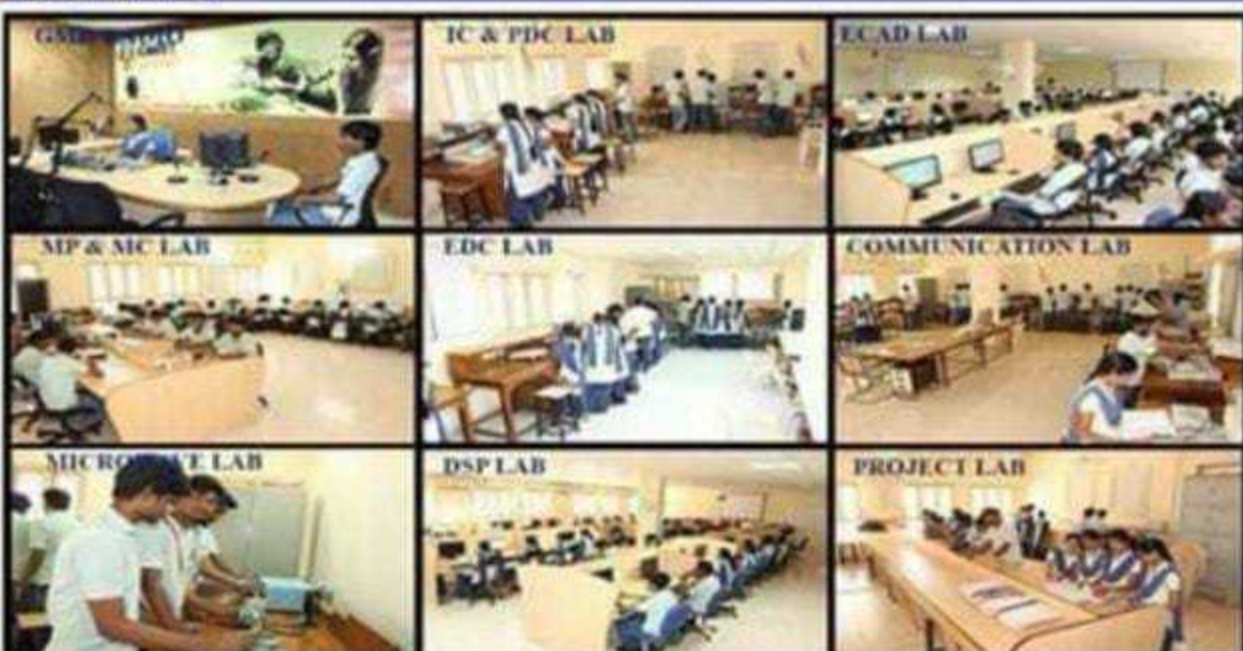 IC & PDC LAB
ECAD LAB
MP & MC LAB
EDC LAB
COMMUNICATION LAB
LAB
DSP LAB
PROJECT LAB